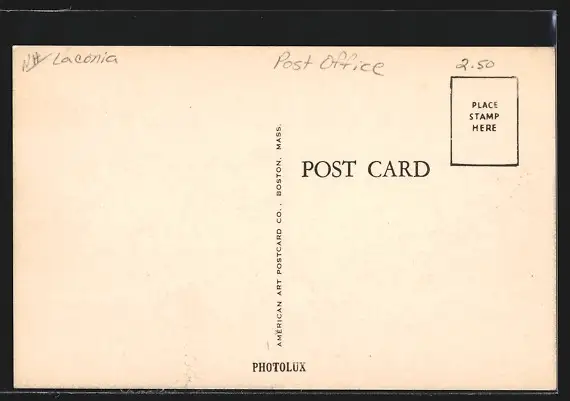 NH Laconia
Post Office
2.50
PLACE
STAMP
HERE
POST CARD
AMERICAN ART POSTCARD CO., BOSTON, MASS.
PHOTOLUX